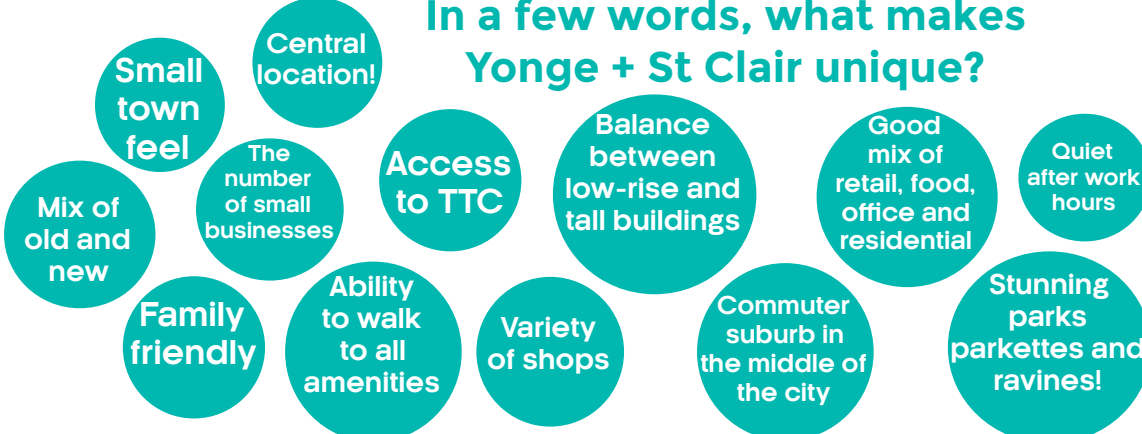 In a few words, what makes
Yonge + St Clair unique?
Central
location!
Small
town
feel
The
number
of small
businesses
Access
to TTC
Balance
between
low-rise and
tall buildings
Good
mix of
retail, food,
office and
residential
Quiet
after work
hours
Mix of
old and
new
Family
friendly
Ability
to walk
to all
amenities
Variety
of shops
Commuter
suburb in
the middle of
the city
Stunning
parks
parkettes and
ravines!